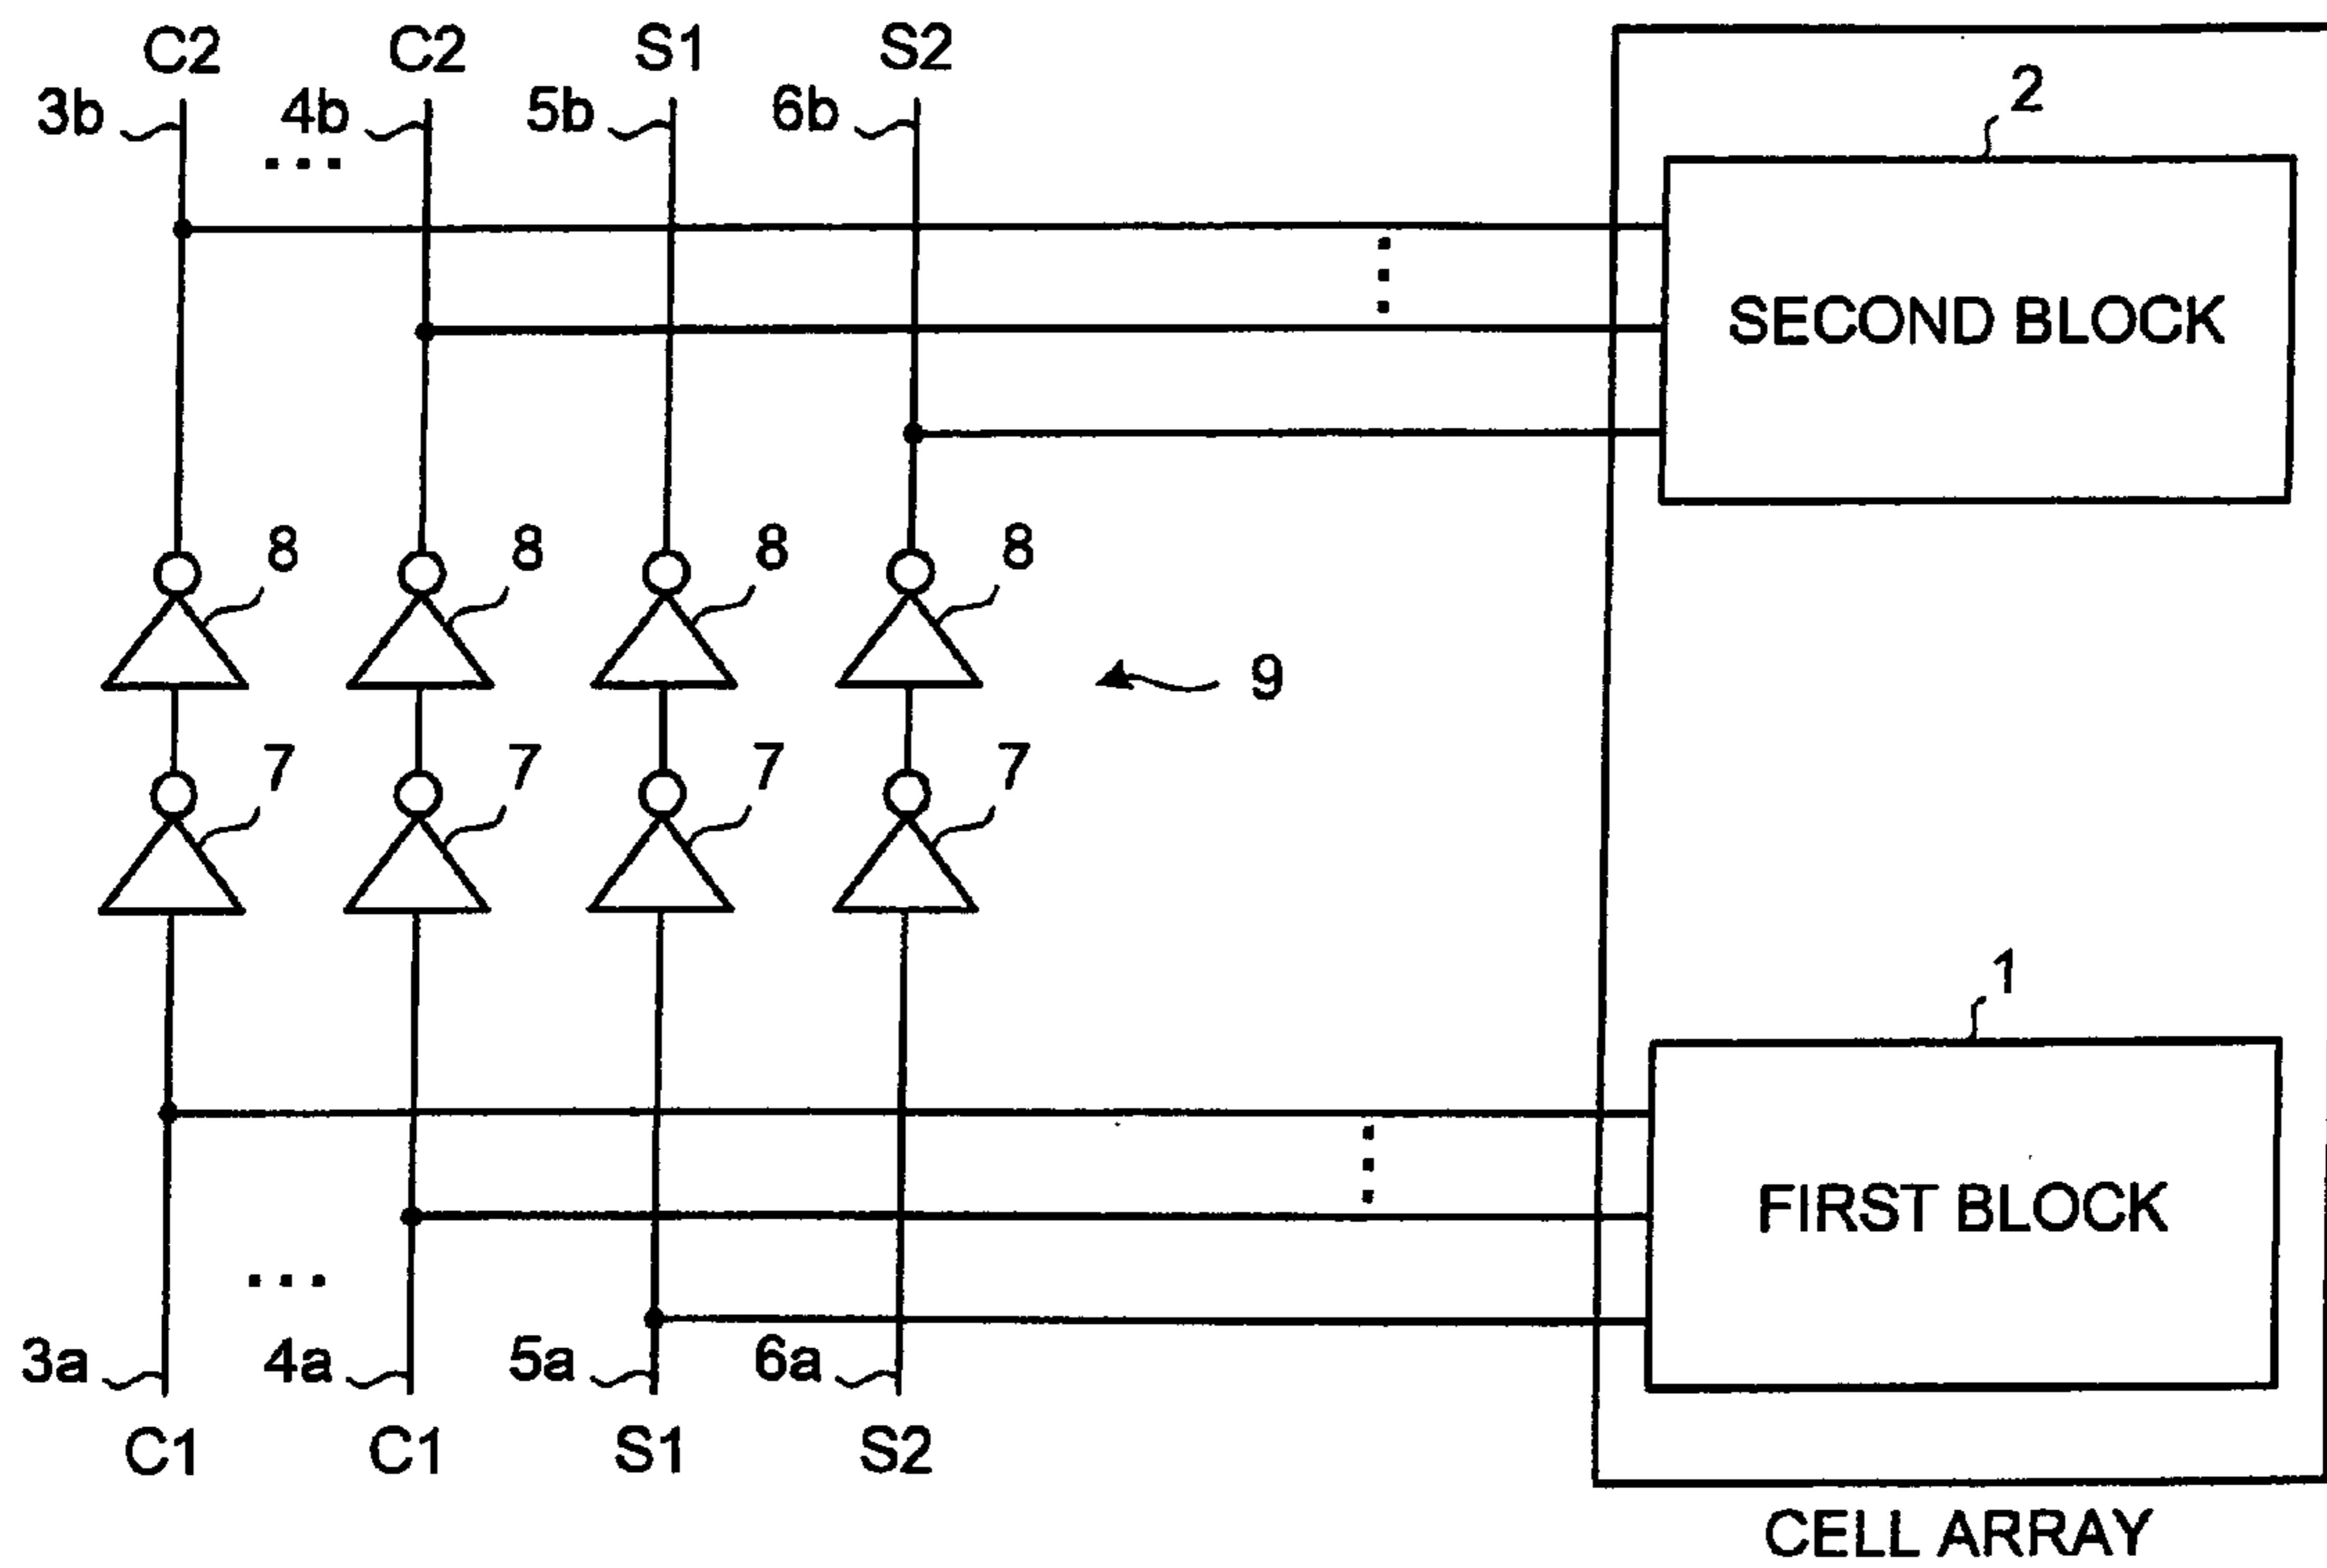 C2 C2 S1 S2
3b 4b 5b 6b
...
2
SECOND BLOCK
8 8 8 8
9
7 7 7 7
1
FIRST BLOCK
...
3a 4a 5a 6a
C1 C1 S1 S2
CELL ARRAY